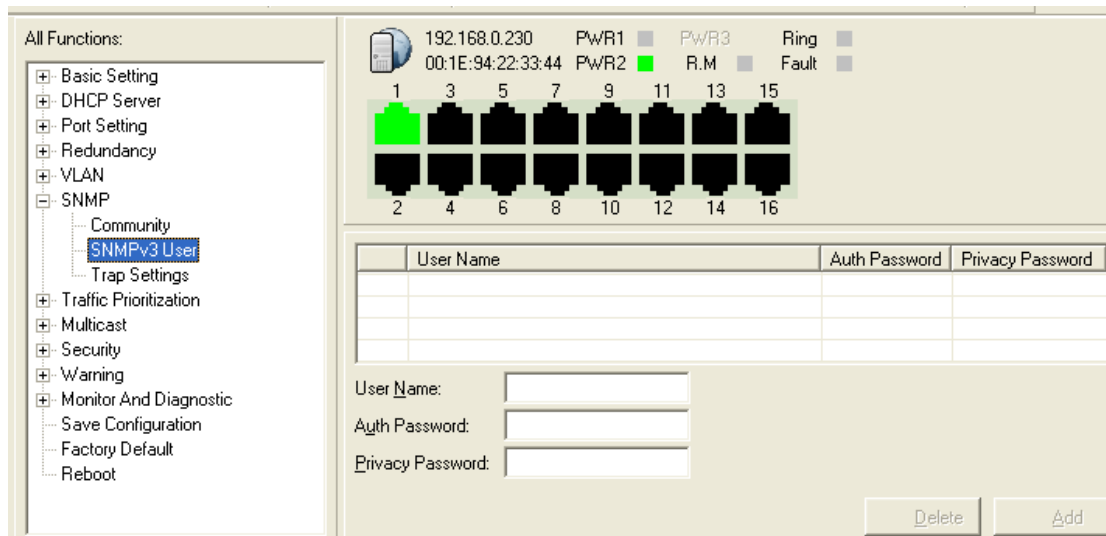 All Functions:
Basic Setting
DHCP Server
Port Setting
Redundancy
VLAN
SNMP
Community
SNMPv3 User
Trap Settings
Traffic Prioritization
Multicast
Security
Warning
Monitor And Diagnostic
Save Configuration
Factory Default
Reboot
192.168.0.230 PWR1 PWR3 Ring
00:1E:94:22:33:44 PWR2 R.M Fault
1 3 5 7 9 11 13 15
2 4 6 8 10 12 14 16
User Name Auth Password Privacy Password
User Name:
Auth Password:
Privacy Password:
Delete Add